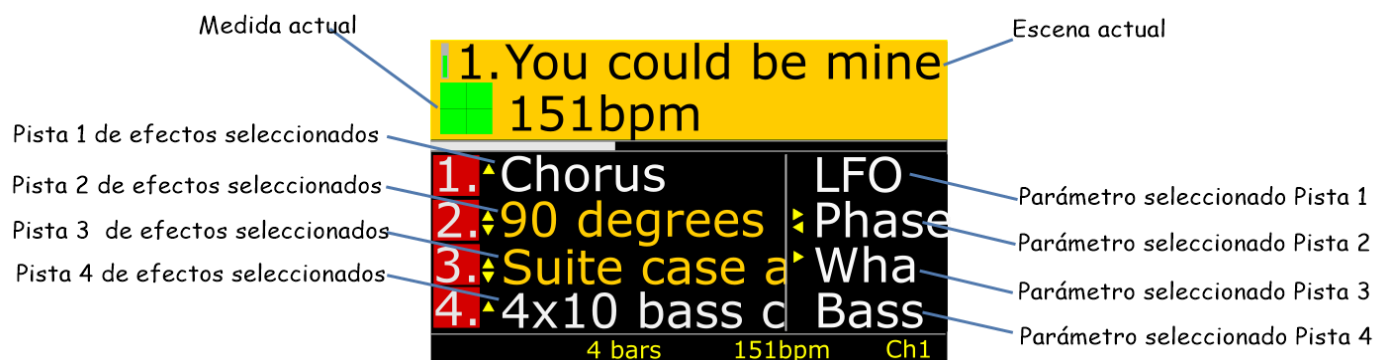 Medida actual
Escena actual
1.You could be mine
151bpm
Pista 1 de efectos seleccionados
1. Chorus LFO
Parámetro seleccionado Pista 1
Pista 2 de efectos seleccionados
2. 90 degrees Phase
Parámetro seleccionado Pista 2
Pista 3 de efectos seleccionados
3. Suite case a Wha
Parámetro seleccionado Pista 3
Pista 4 de efectos seleccionados
4. 4x10 bass c Bass
Parámetro seleccionado Pista 4
4 bars 151bpm Ch1